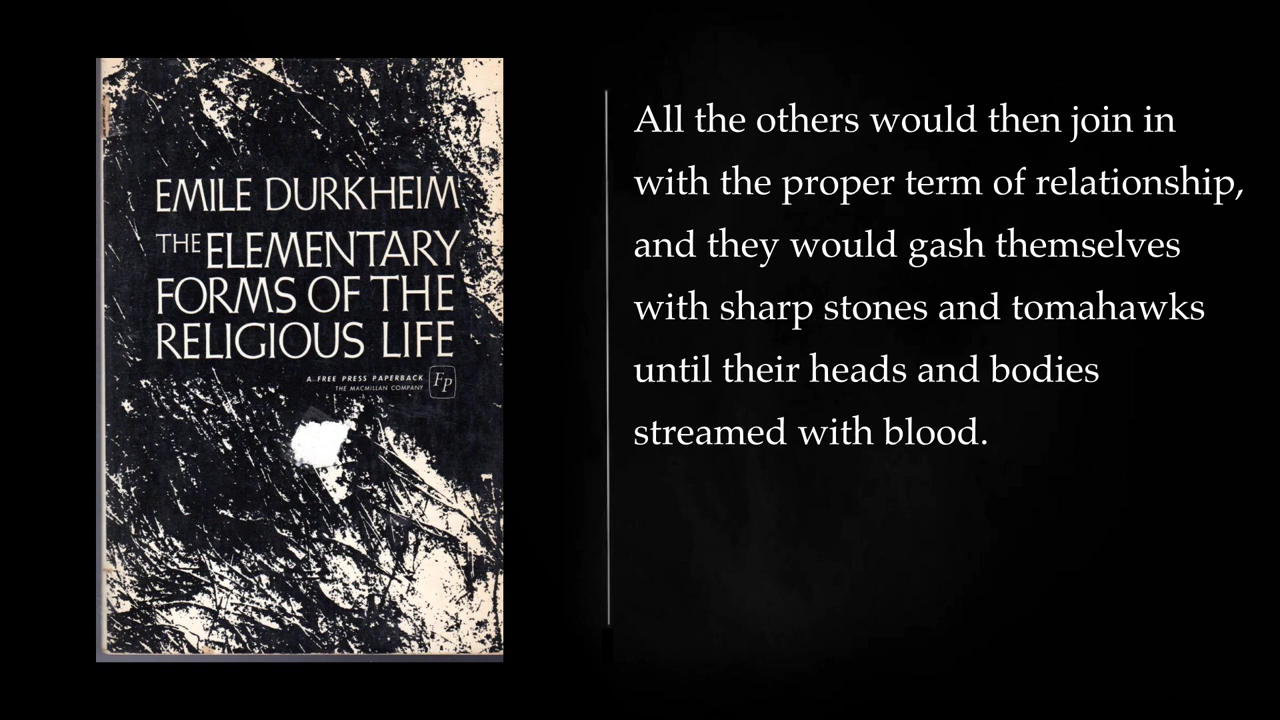 EMILE DURKHEIM
THE ELEMENTARY
FORMS OF THE
RELIGIOUS LIFE
A FREE PRESS PAPERBACK
THE MACMILLAN COMPANY
FP
All the others would then join in
with the proper term of relationship,
and they would gash themselves
with sharp stones and tomahawks
until their heads and bodies
streamed with blood.